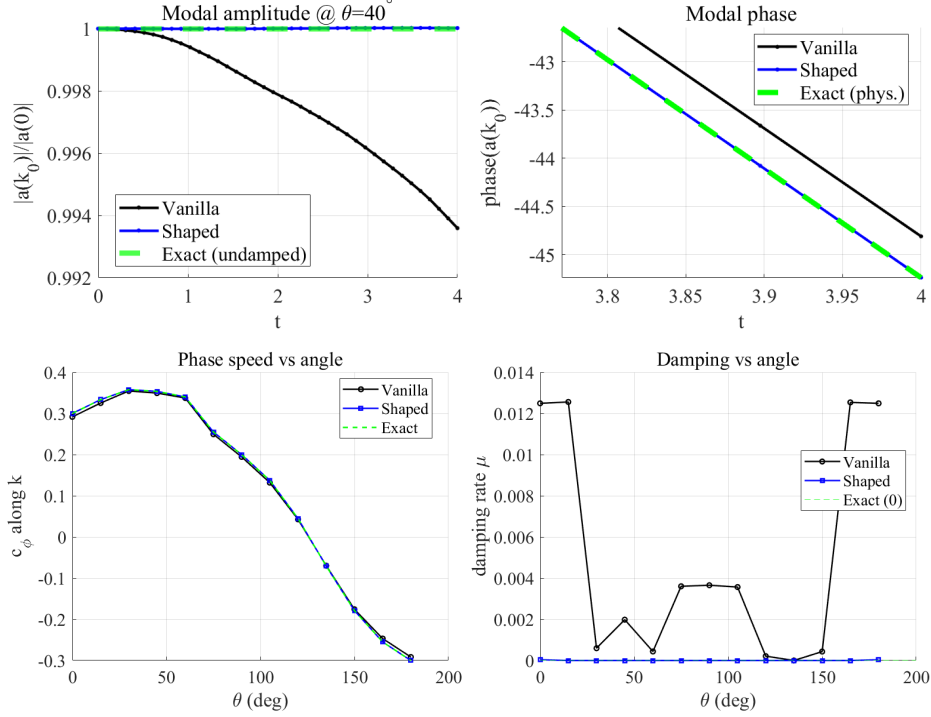 Modal amplitude @ θ=40°
1
0.998
0.996
0.994
0.992
|a(k₀)|/|a(0)|
Vanilla
Shaped
Exact (undamped)
0 1 2 3 4
t
Modal phase
-43
-43.5
-44
-44.5
-45
phase(a(k₀))
Vanilla
Shaped
Exact (phys.)
3.8 3.85 3.9 3.95 4
t
Phase speed vs angle
0.4
0.3
0.2
0.1
0
-0.1
-0.2
-0.3
c_ϕ along k
Vanilla
Shaped
Exact
0 50 100 150 200
θ (deg)
Damping vs angle
0.014
0.012
0.01
0.008
0.006
0.004
0.002
0
damping rate μ
Vanilla
Shaped
Exact (0)
0 50 100 150 200
θ (deg)